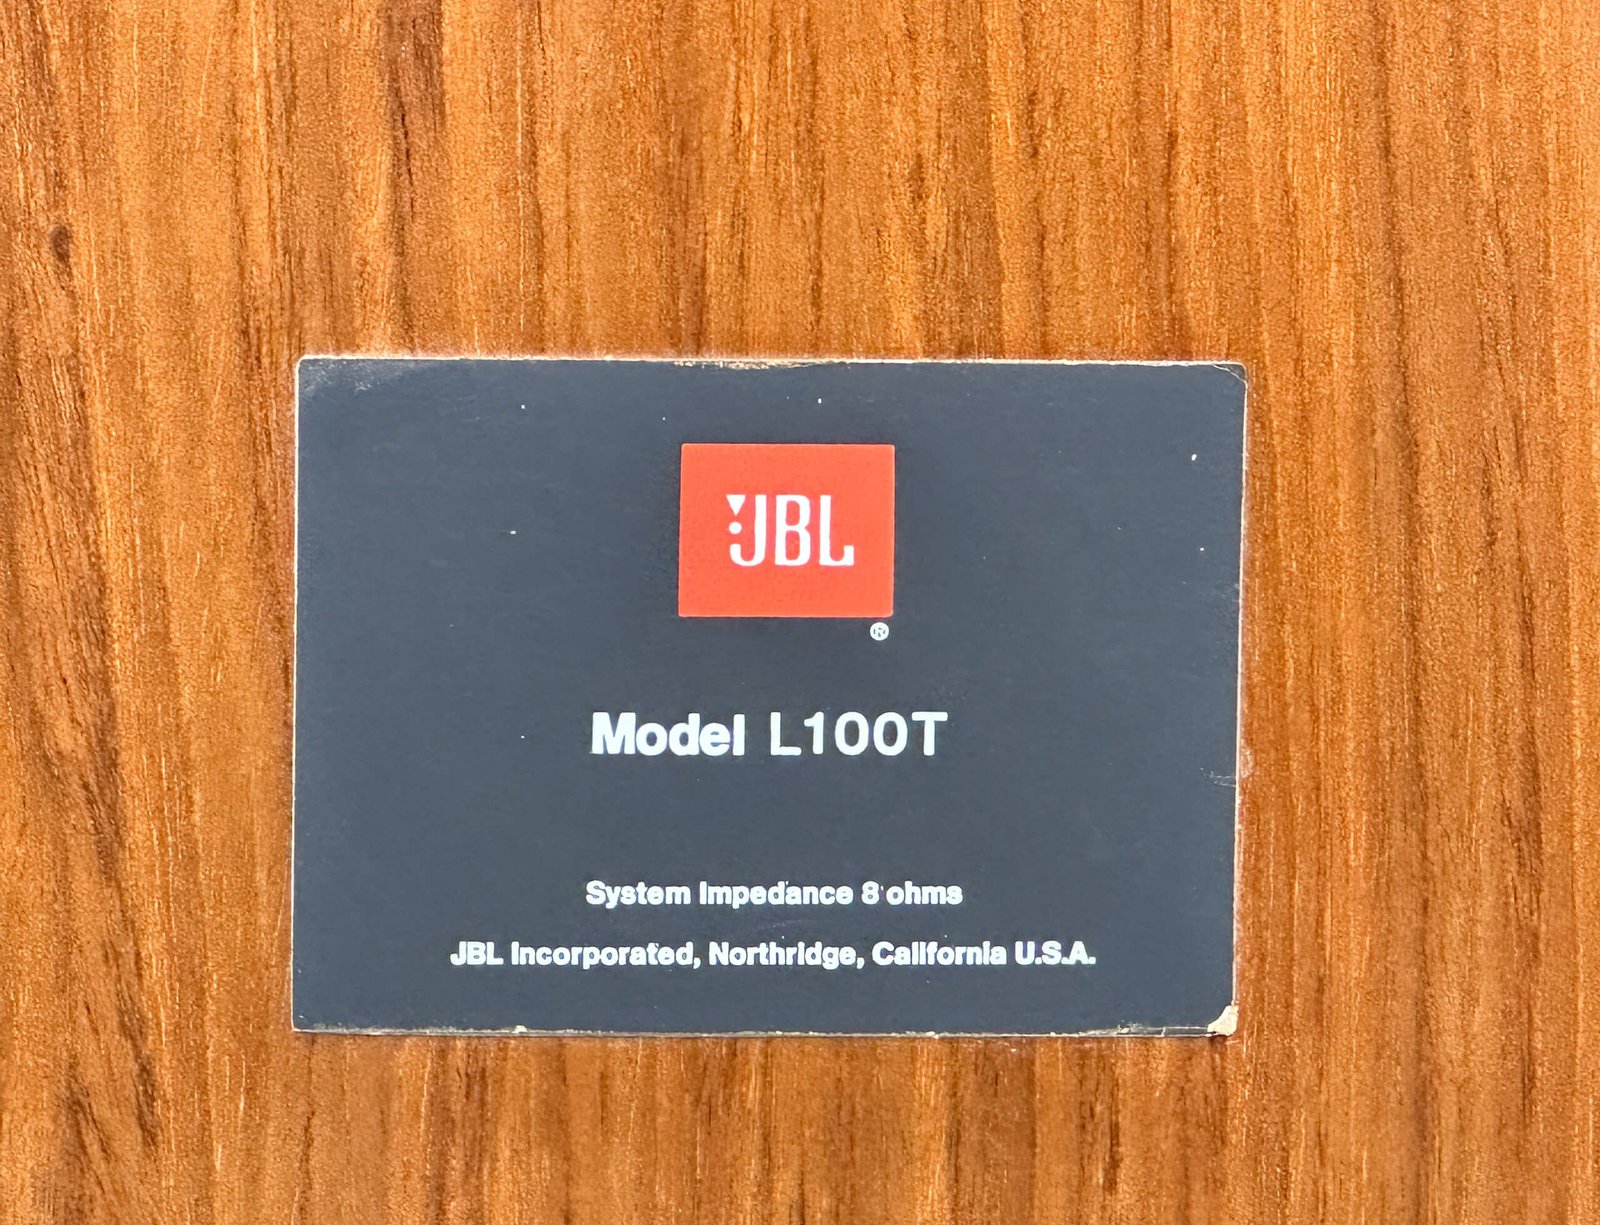 JBL
®
Model L100T
System Impedance 8 ohms
JBL Incorporated, Northridge, California U.S.A.